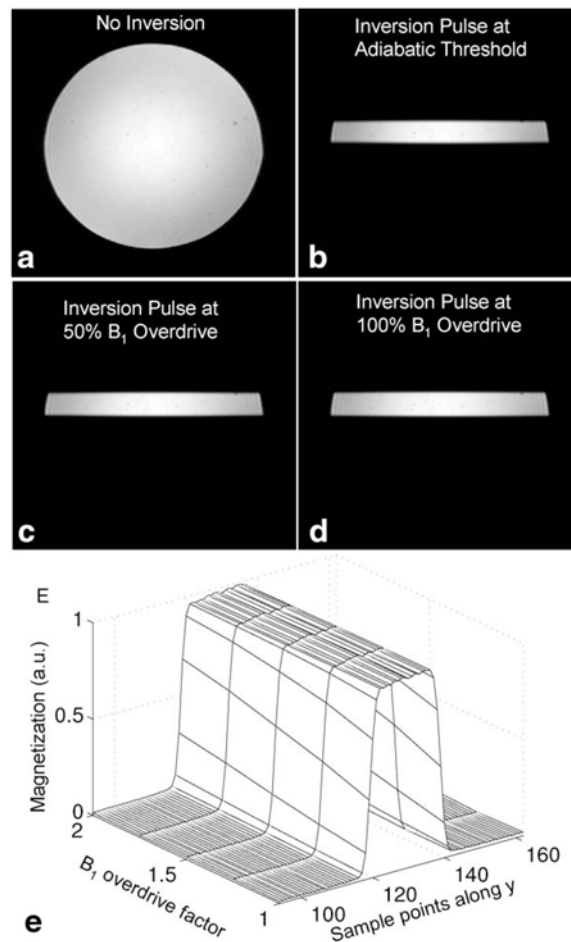 No Inversion
a
Inversion Pulse at
Adiabatic Threshold
b
Inversion Pulse at
50% B₁ Overdrive
c
Inversion Pulse at
100% B₁ Overdrive
d
E
Magnetization (a.u.)
1
0.5
0
2
1.5
1
B₁ overdrive factor
100
120
140
160
Sample points along y
e